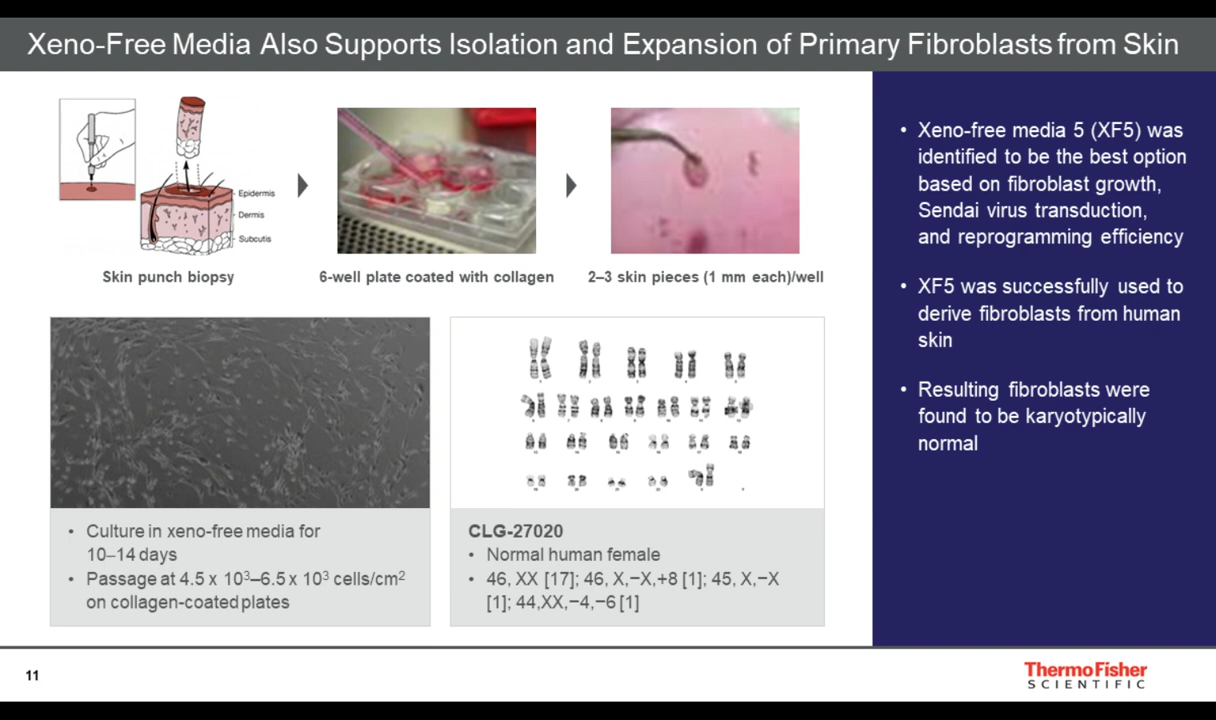 Xeno-Free Media Also Supports Isolation and Expansion of Primary Fibroblasts from Skin
Epidermis
Dermis
Subcutis
Skin punch biopsy
6-well plate coated with collagen
2–3 skin pieces (1 mm each)/well
• Culture in xeno-free media for
10–14 days
• Passage at 4.5 x 10³–6.5 x 10³ cells/cm²
on collagen-coated plates
CLG-27020
• Normal human female
• 46, XX [17]; 46, X,−X,+8 [1]; 45, X,−X
[1]; 44,XX,−4,−6 [1]
• Xeno-free media 5 (XF5) was
identified to be the best option
based on fibroblast growth,
Sendai virus transduction,
and reprogramming efficiency
• XF5 was successfully used to
derive fibroblasts from human
skin
• Resulting fibroblasts were
found to be karyotypically
normal
11
ThermoFisher
SCIENTIFIC